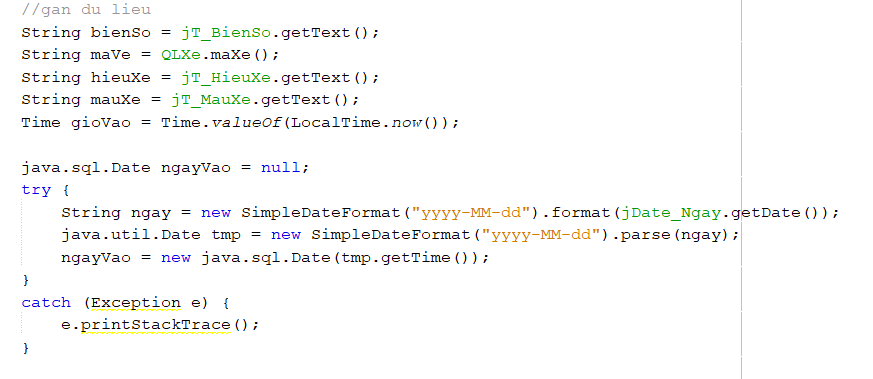 //gan du lieu
String bienSo = jT_BienSo.getText();
String maVe = QLXe.maXe();
String hieuXe = jT_HieuXe.getText();
String mauXe = jT_MauXe.getText();
Time gioVao = Time.valueOf(LocalTime.now());
java.sql.Date ngayVao = null;
try {
String ngay = new SimpleDateFormat("yyyy-MM-dd").format(jDate_Ngay.getDate());
java.util.Date tmp = new SimpleDateFormat("yyyy-MM-dd").parse(ngay);
ngayVao = new java.sql.Date(tmp.getTime());
}
catch (Exception e) {
e.printStackTrace();
}